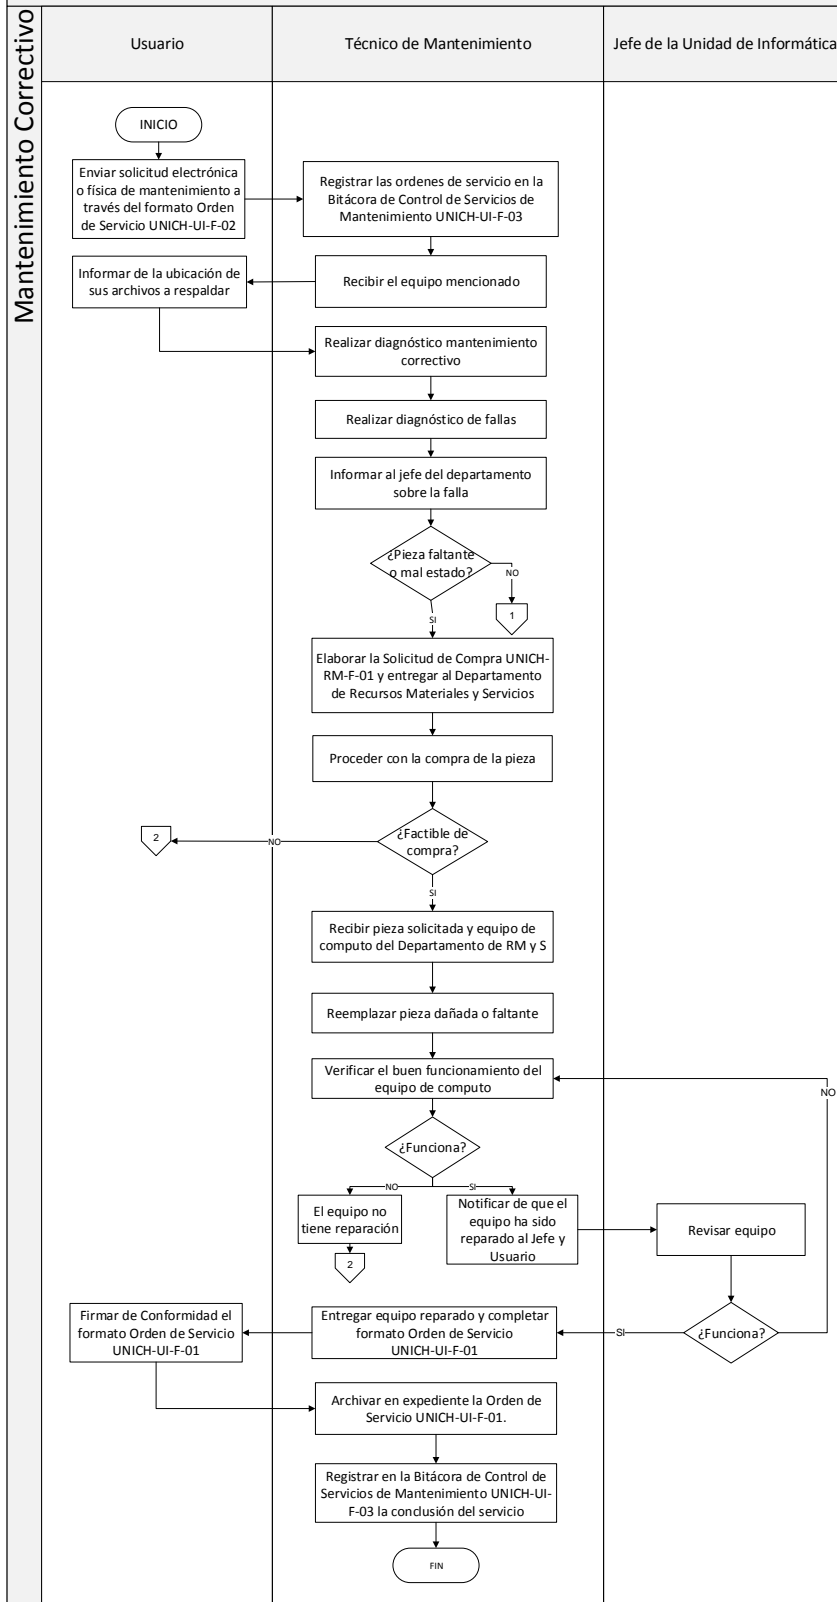 Mantenimiento Correctivo
Usuario
Técnico de Mantenimiento
Jefe de la Unidad de Informática
INICIO
Enviar solicitud electrónica
o física de mantenimiento a
través del formato Orden
de Servicio UNICH-UI-F-02
Registrar las ordenes de servicio en la
Bitácora de Control de Servicios de
Mantenimiento UNICH-UI-F-03
Informar de la ubicación de
sus archivos a respaldar
Recibir el equipo mencionado
Realizar diagnóstico mantenimiento
correctivo
Realizar diagnóstico de fallas
Informar al jefe del departamento
sobre la falla
¿Pieza faltante
o mal estado?
NO
1
SI
Elaborar la Solicitud de Compra UNICH-
RM-F-01 y entregar al Departamento
de Recursos Materiales y Servicios
Proceder con la compra de la pieza
¿Factible de
compra?
NO
2
SI
Recibir pieza solicitada y equipo de
computo del Departamento de RM y S
Reemplazar pieza dañada o faltante
Verificar el buen funcionamiento del
equipo de computo
NO
¿Funciona?
NO
SI
El equipo no
tiene reparación
2
Notificar de que el
equipo ha sido
reparado al Jefe y
Usuario
Revisar equipo
¿Funciona?
SI
Entregar equipo reparado y completar
formato Orden de Servicio
UNICH-UI-F-01
Firmar de Conformidad el
formato Orden de Servicio
UNICH-UI-F-01
Archivar en expediente la Orden de
Servicio UNICH-UI-F-01.
Registrar en la Bitácora de Control de
Servicios de Mantenimiento UNICH-UI-
F-03 la conclusión del servicio
FIN